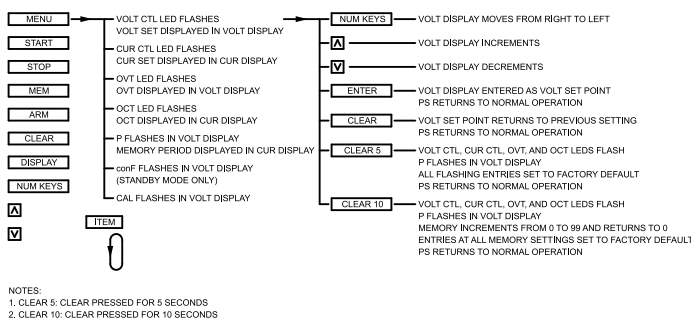 MENU
START
STOP
MEM
ARM
CLEAR
DISPLAY
NUM KEYS
ITEM
VOLT CTL LED FLASHES
VOLT SET DISPLAYED IN VOLT DISPLAY
CUR CTL LED FLASHES
CUR SET DISPLAYED IN CUR DISPLAY
OVT LED FLASHES
OVT DISPLAYED IN VOLT DISPLAY
OCT LED FLASHES
OCT DISPLAYED IN CUR DISPLAY
P FLASHES IN VOLT DISPLAY
MEMORY PERIOD DISPLAYED IN CUR DISPLAY
conF FLASHES IN VOLT DISPLAY
(STANDBY MODE ONLY)
CAL FLASHES IN VOLT DISPLAY
NUM KEYS
VOLT DISPLAY MOVES FROM RIGHT TO LEFT
VOLT DISPLAY INCREMENTS
VOLT DISPLAY DECREMENTS
ENTER
VOLT DISPLAY ENTERED AS VOLT SET POINT
PS RETURNS TO NORMAL OPERATION
CLEAR
VOLT SET POINT RETURNS TO PREVIOUS SETTING
PS RETURNS TO NORMAL OPERATION
CLEAR 5
VOLT CTL, CUR CTL, OVT, AND OCT LEDS FLASH
P FLASHES IN VOLT DISPLAY
ALL FLASHING ENTRIES SET TO FACTORY DEFAULT
PS RETURNS TO NORMAL OPERATION
CLEAR 10
VOLT CTL, CUR CTL, OVT, AND OCT LEDS FLASH
P FLASHES IN VOLT DISPLAY
MEMORY INCREMENTS FROM 0 TO 99 AND RETURNS TO 0
ENTRIES AT ALL MEMORY SETTINGS SET TO FACTORY DEFAULT
PS RETURNS TO NORMAL OPERATION
NOTES:
1. CLEAR 5: CLEAR PRESSED FOR 5 SECONDS
2. CLEAR 10: CLEAR PRESSED FOR 10 SECONDS